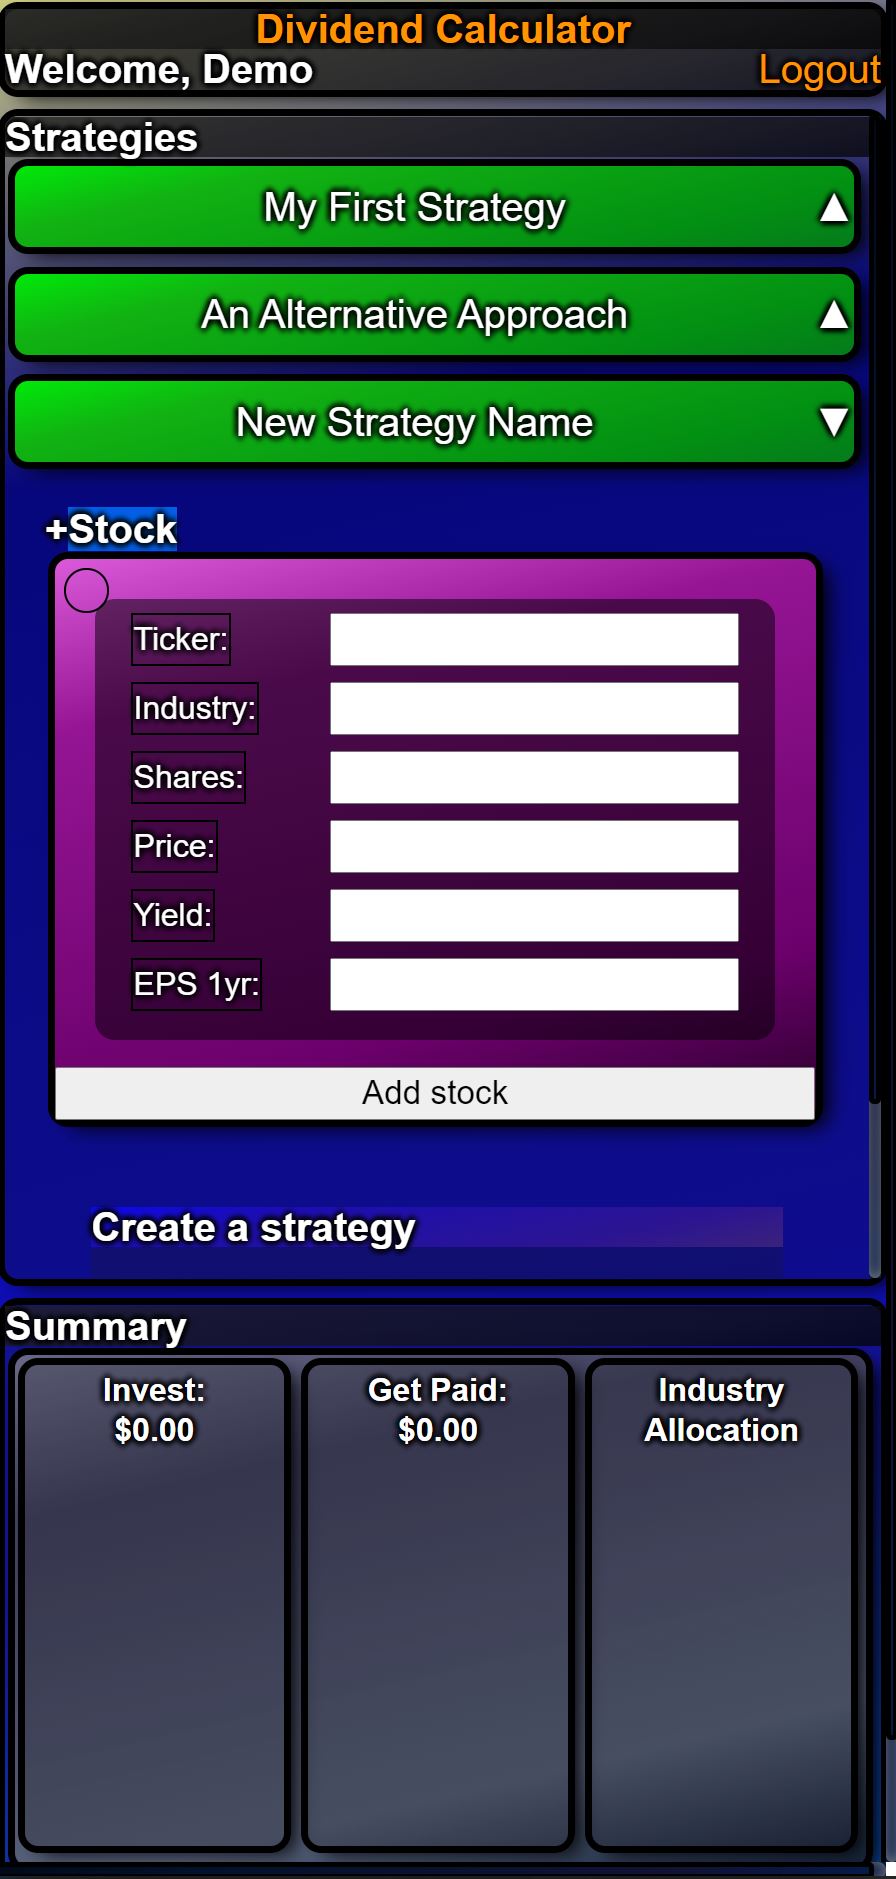 Dividend Calculator
Welcome, Demo Logout
Strategies
My First Strategy ▲
An Alternative Approach ▲
New Strategy Name ▼
+Stock
Ticker:
Industry:
Shares:
Price:
Yield:
EPS 1yr:
Add stock
Create a strategy
Summary
Invest:
$0.00
Get Paid:
$0.00
Industry
Allocation